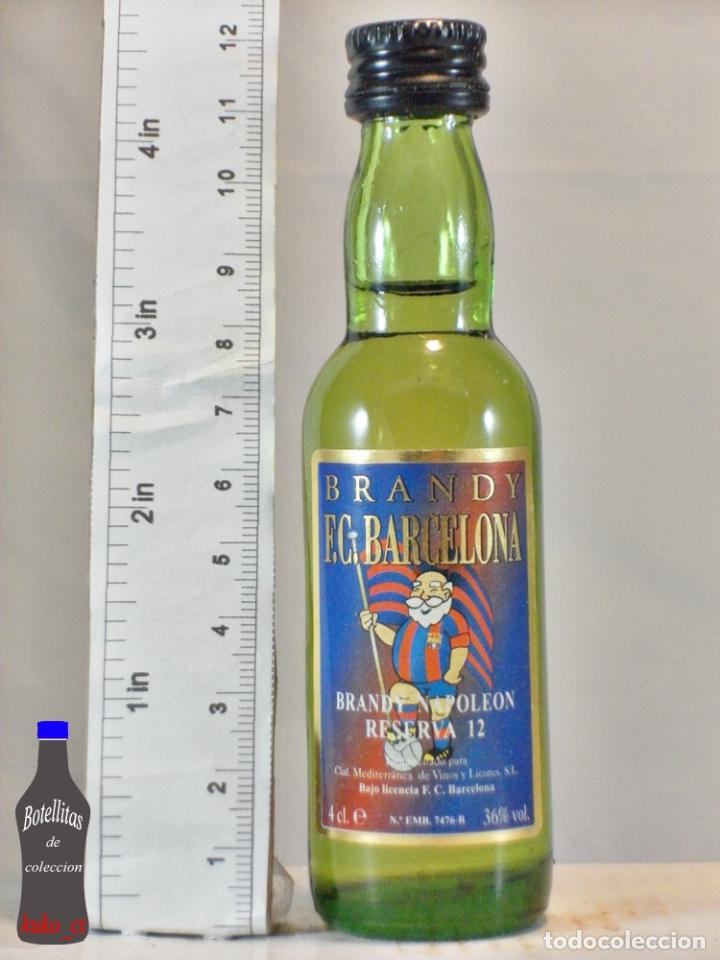 BRANDY
F.C. BARCELONA
BRANDY NAPOLEON
RESERVA 12
para
Cial. Mediterránea de Vinos y Licores, S.L.
Bajo licencia F. C. Barcelona
4 cl. e
N.º EMB. 7476-B
36% vol.
12
11
10
9
8
7
6
5
4
3
2
1
4 in
3 in
2 in
1 in
Botellitas
de
coleccion
kuko_ct
todocoleccion